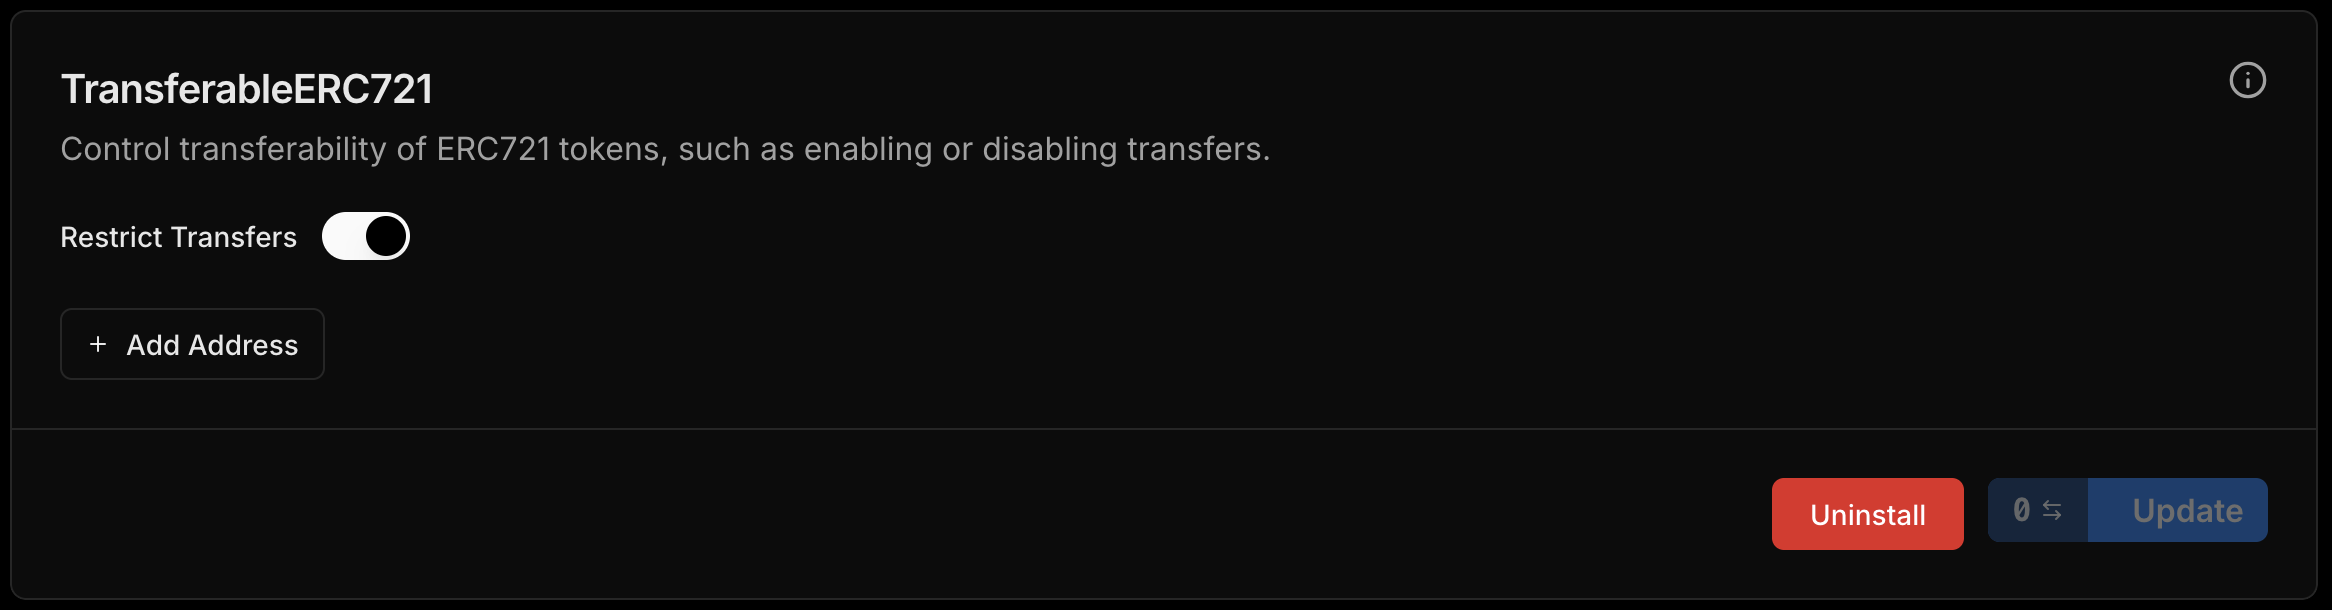 TransferableERC721
Control transferability of ERC721 tokens, such as enabling or disabling transfers.
Restrict Transfers
+ Add Address
Uninstall
0 ⇆ Update